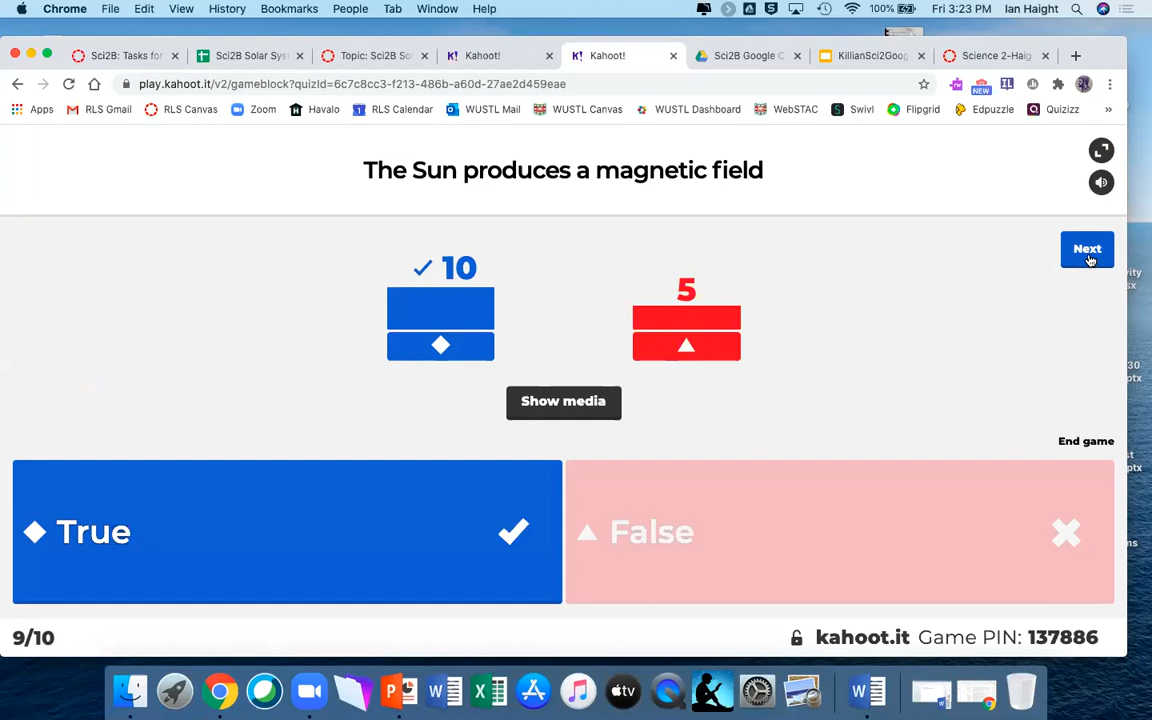 Chrome File Edit View History Bookmarks People Tab Window Help 100% Fri 3:23 PM Ian Haight
Sci2B: Tasks for Sci2B Solar Sys Topic: Sci2B So Kahoot! Kahoot! Sci2B Google C KillianSci2Goog Science 2-Haig
play.kahoot.it/v2/gameblock?quizId=6c7c8cc3-f213-486b-a60d-27ae2d459eae NEW
Apps RLS Gmail RLS Canvas Zoom Havalo RLS Calendar WUSTL Mail WUSTL Canvas WUSTL Dashboard WebSTAC Swivl Flipgrid Edpuzzle Quizizz »
The Sun produces a magnetic field
Next
10
5
Show media
End game
True
False
9/10
kahoot.it Game PIN: 137886